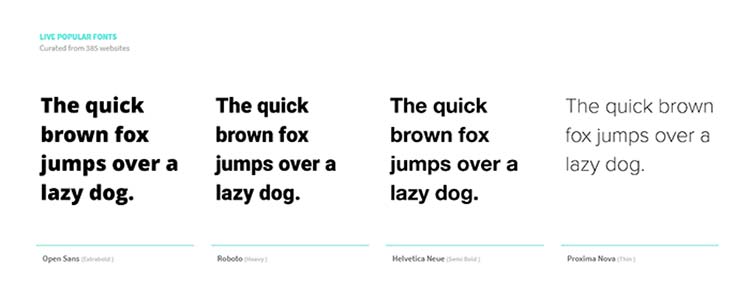 LIVE POPULAR FONTS
Curated from 385 websites
The quick
brown fox
jumps over a
lazy dog.
Open Sans (Extrabold )
The quick
brown fox
jumps over a
lazy dog.
Roboto (Heavy )
The quick
brown fox
jumps over a
lazy dog.
Helvetica Neue (Semi Bold )
The quick brown
fox jumps over a
lazy dog.
Proxima Nova (Thin )